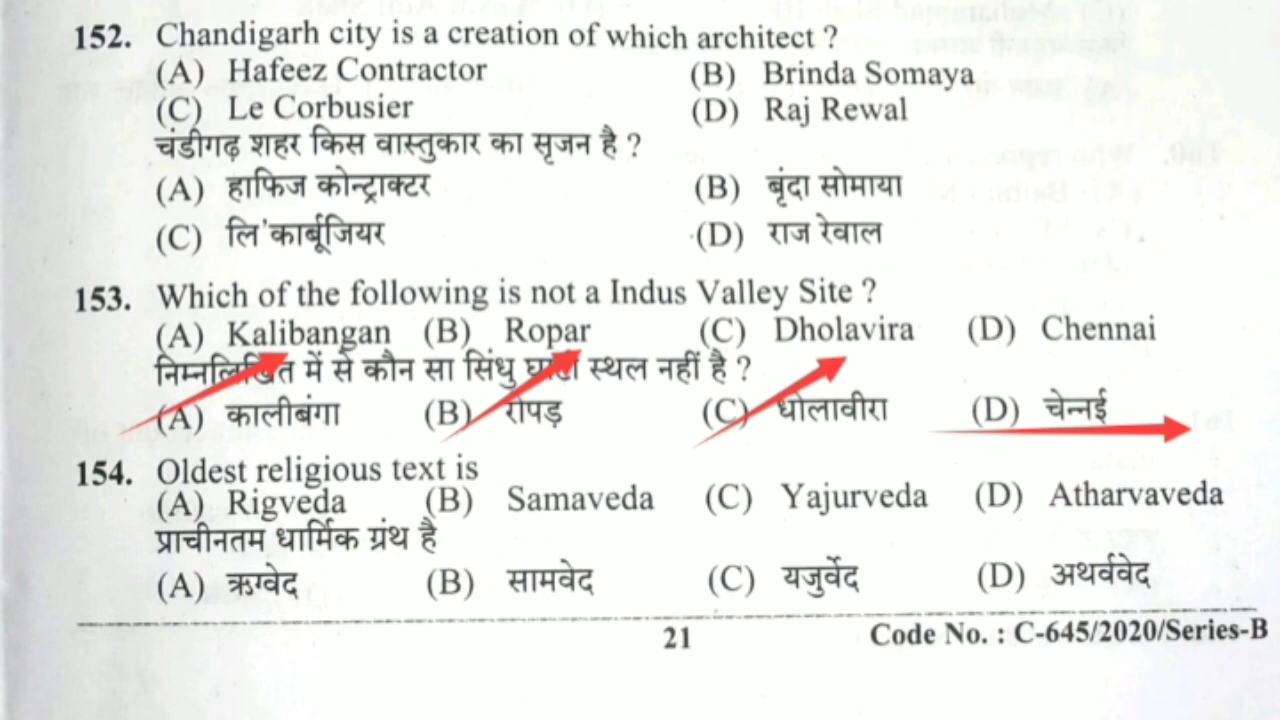 152. Chandigarh city is a creation of which architect ?
(A) Hafeez Contractor (B) Brinda Somaya
(C) Le Corbusier (D) Raj Rewal
चंडीगढ़ शहर किस वास्तुकार का सृजन है ?
(A) हाफिज कोन्ट्राक्टर (B) बृंदा सोमाया
(C) लि'कार्बूजियर (D) राज रेवाल
153. Which of the following is not a Indus Valley Site ?
(A) Kalibangan (B) Ropar (C) Dholavira (D) Chennai
निम्नलिखित में से कौन सा सिंधु घाटी स्थल नहीं है ?
(A) कालीबंगा (B) रोपड़ (C) धोलावीरा (D) चेन्नई
154. Oldest religious text is
(A) Rigveda (B) Samaveda (C) Yajurveda (D) Atharvaveda
प्राचीनतम धार्मिक ग्रंथ है
(A) ऋग्वेद (B) सामवेद (C) यजुर्वेद (D) अथर्ववेद
21 Code No. : C-645/2020/Series-B